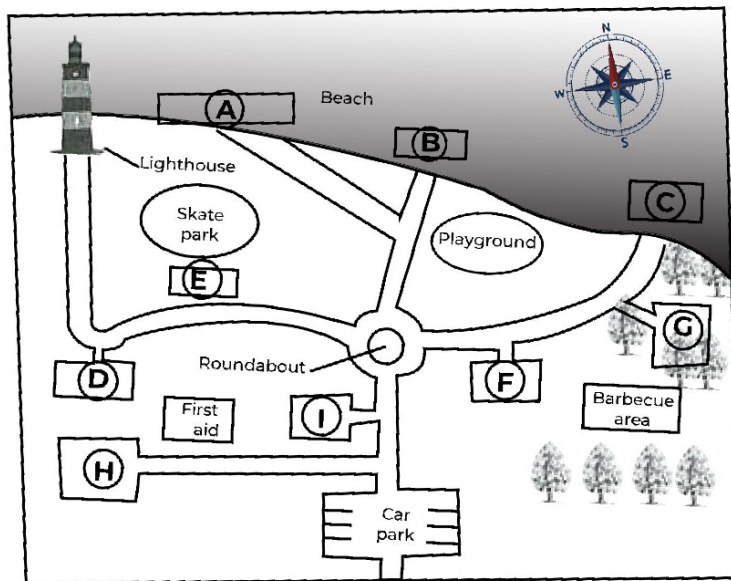 N
W
E
S
A
Beach
B
Lighthouse
C
Skate
park
Playground
E
G
Roundabout
D
F
First
aid
I
Barbecue
area
H
Car
park